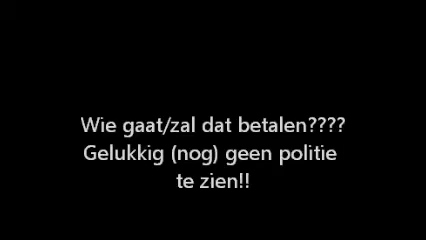 Wie gaat/zal dat betalen????
Gelukkig (nog) geen politie
te zien!!